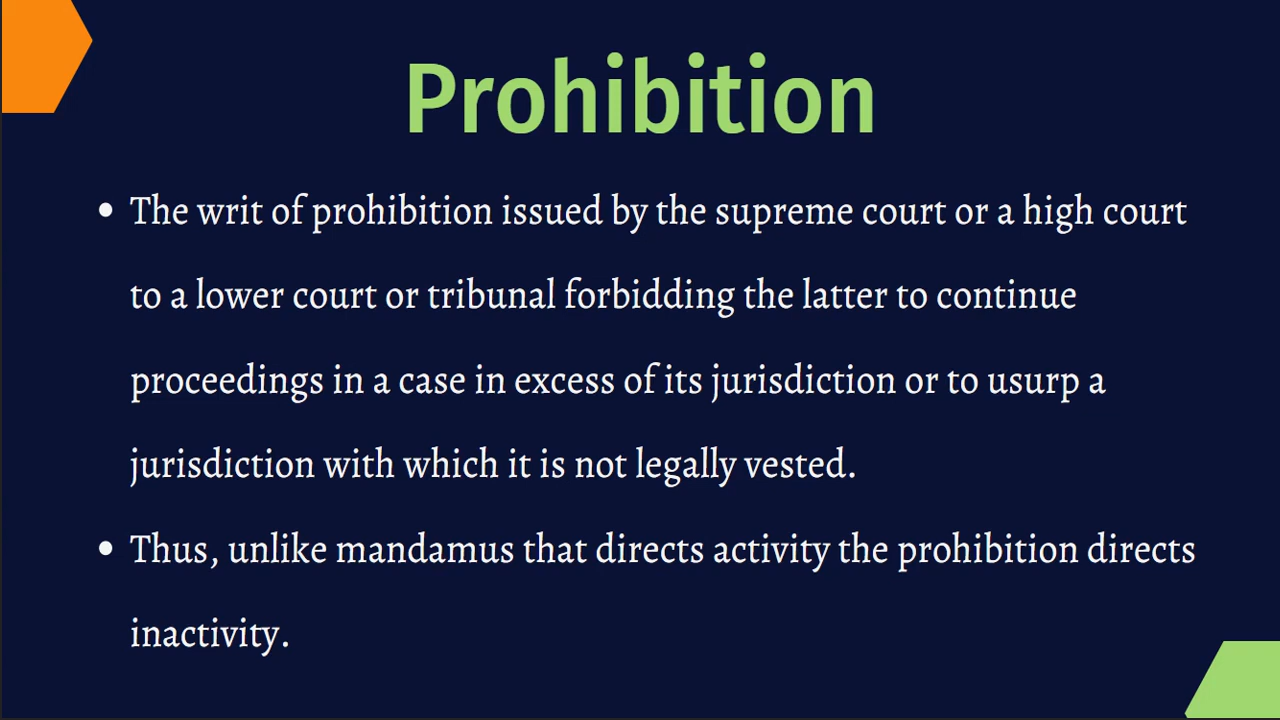 Prohibition
• The writ of prohibition issued by the supreme court or a high court
to a lower court or tribunal forbidding the latter to continue
proceedings in a case in excess of its jurisdiction or to usurp a
jurisdiction with which it is not legally vested.
• Thus, unlike mandamus that directs activity the prohibition directs
inactivity.